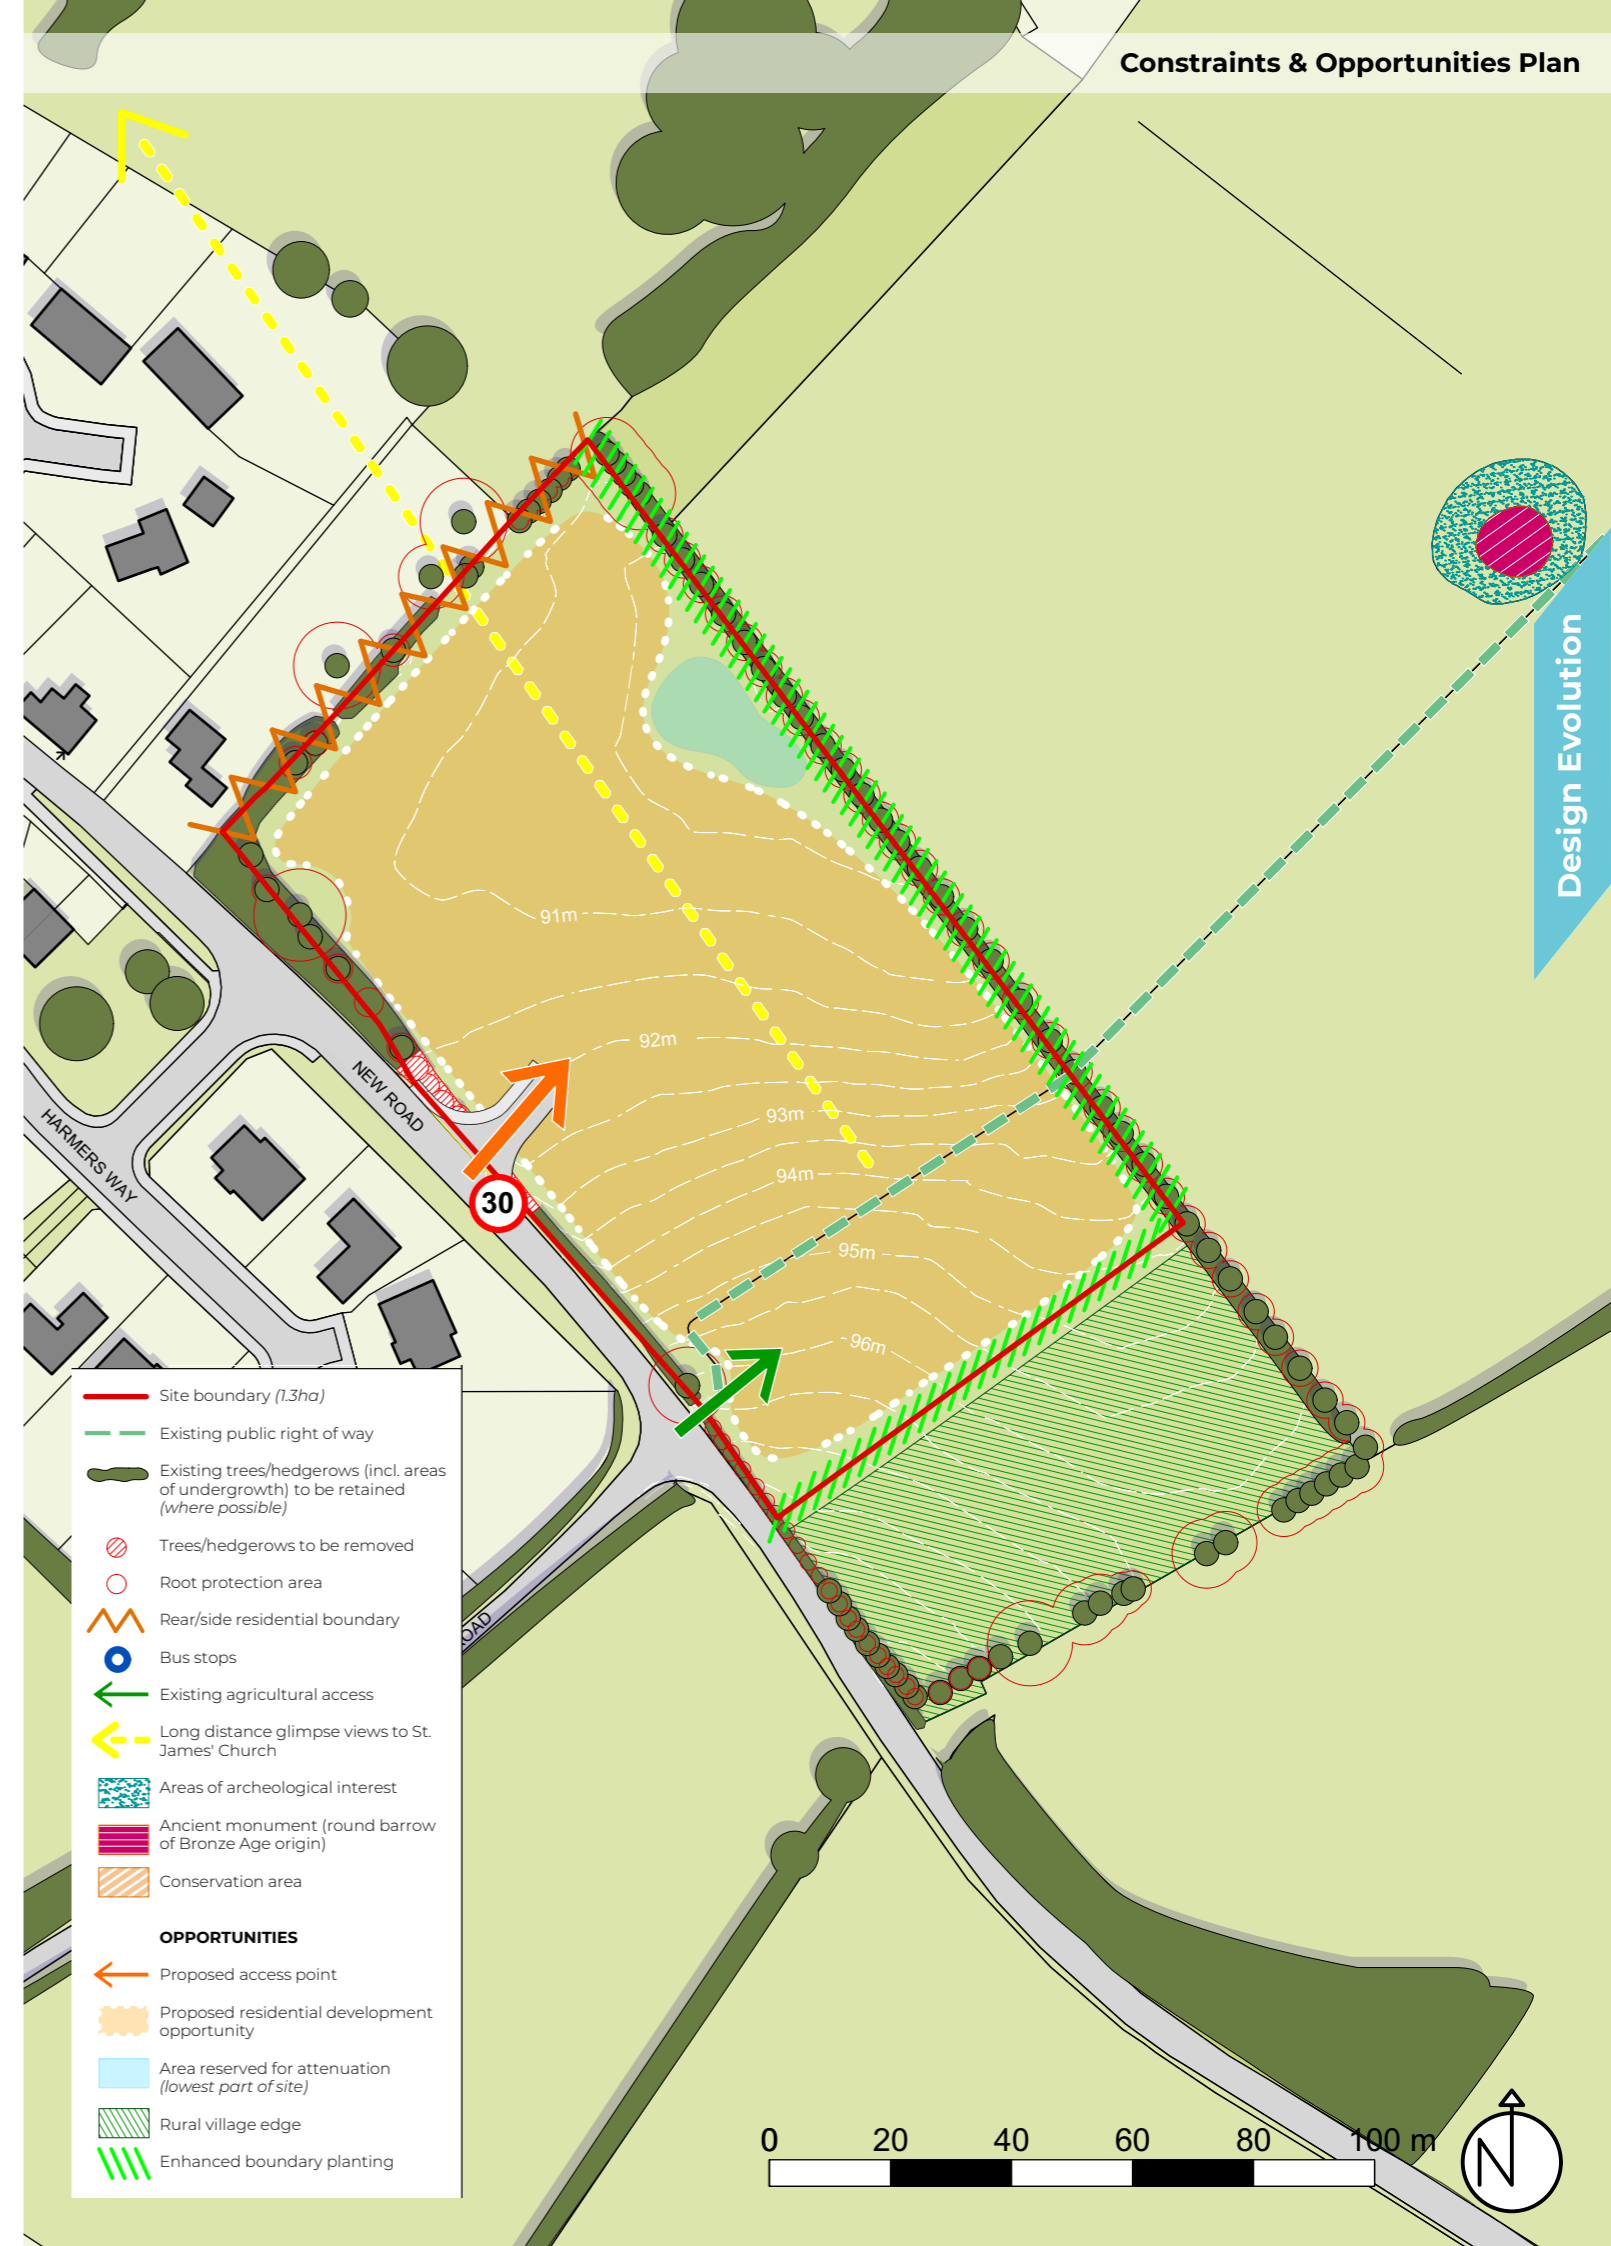 Constraints & Opportunities Plan
Design Evolution
91m
92m
93m
94m
95m
96m
NEW ROAD
HARMERS WAY
30
OAD
Site boundary (1.3ha)
Existing public right of way
Existing trees/hedgerows (incl. areas
of undergrowth) to be retained
(where possible)
Trees/hedgerows to be removed
Root protection area
Rear/side residential boundary
Bus stops
Existing agricultural access
Long distance glimpse views to St.
James' Church
Areas of archeological interest
Ancient monument (round barrow
of Bronze Age origin)
Conservation area
OPPORTUNITIES
Proposed access point
Proposed residential development
opportunity
Area reserved for attenuation
(lowest part of site)
Rural village edge
Enhanced boundary planting
0 20 40 60 80 100 m
N